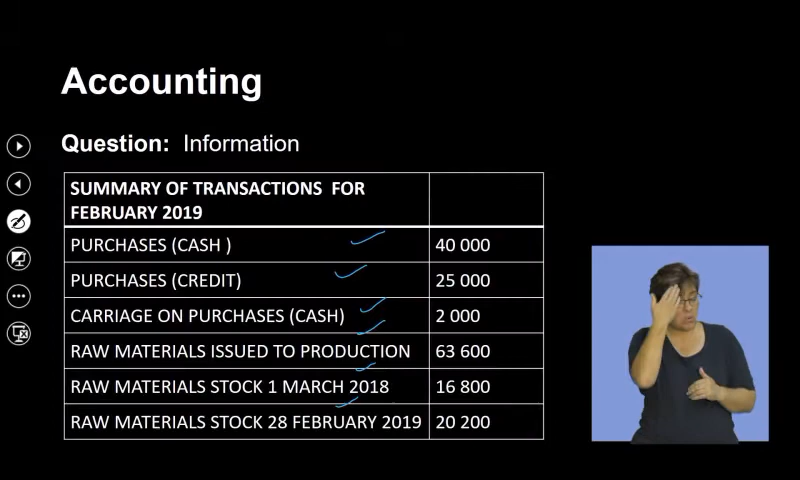 Accounting
Question: Information
SUMMARY OF TRANSACTIONS FOR
FEBRUARY 2019
PURCHASES (CASH ) 40 000
PURCHASES (CREDIT) 25 000
CARRIAGE ON PURCHASES (CASH) 2 000
RAW MATERIALS ISSUED TO PRODUCTION 63 600
RAW MATERIALS STOCK 1 MARCH 2018 16 800
RAW MATERIALS STOCK 28 FEBRUARY 2019 20 200